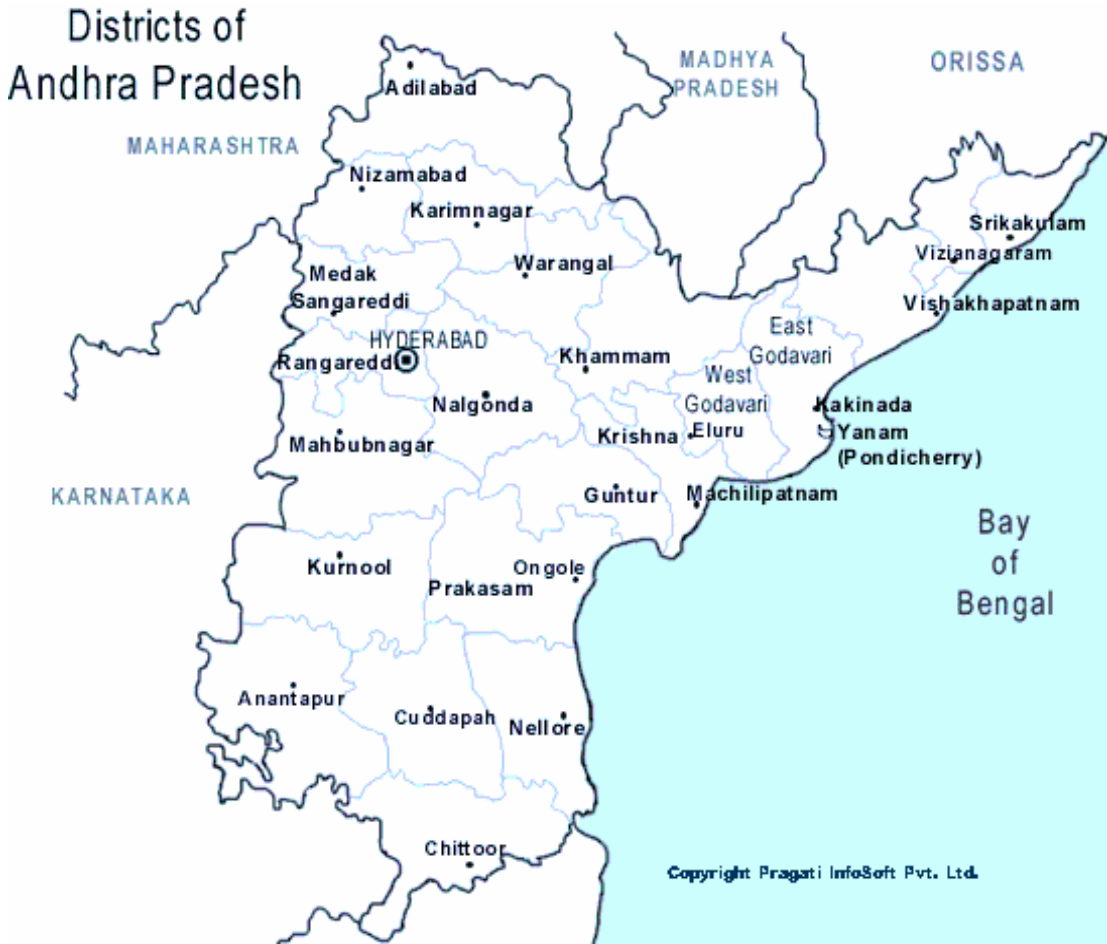 Districts of
Andhra Pradesh
MADHYA
PRADESH
ORISSA
Adilabad
MAHARASHTRA
Nizamabad
Karimnagar
Srikakulam
Vizianagaram
Warangal
Medak
Sangareddi
Vishakhapatnam
HYDERABAD
East
Godavari
Rangareddi
Khammam
West
Godavari
Nalgonda
Kakinada
Mahbubnagar
Krishna
Eluru
Yanam
(Pondicherry)
KARNATAKA
Guntur
Machilipatnam
Bay
of
Bengal
Kurnool
Ongole
Prakasam
Anantapur
Cuddapah
Nellore
Chittoor
Copyright Pragati InfoSoft Pvt. Ltd.